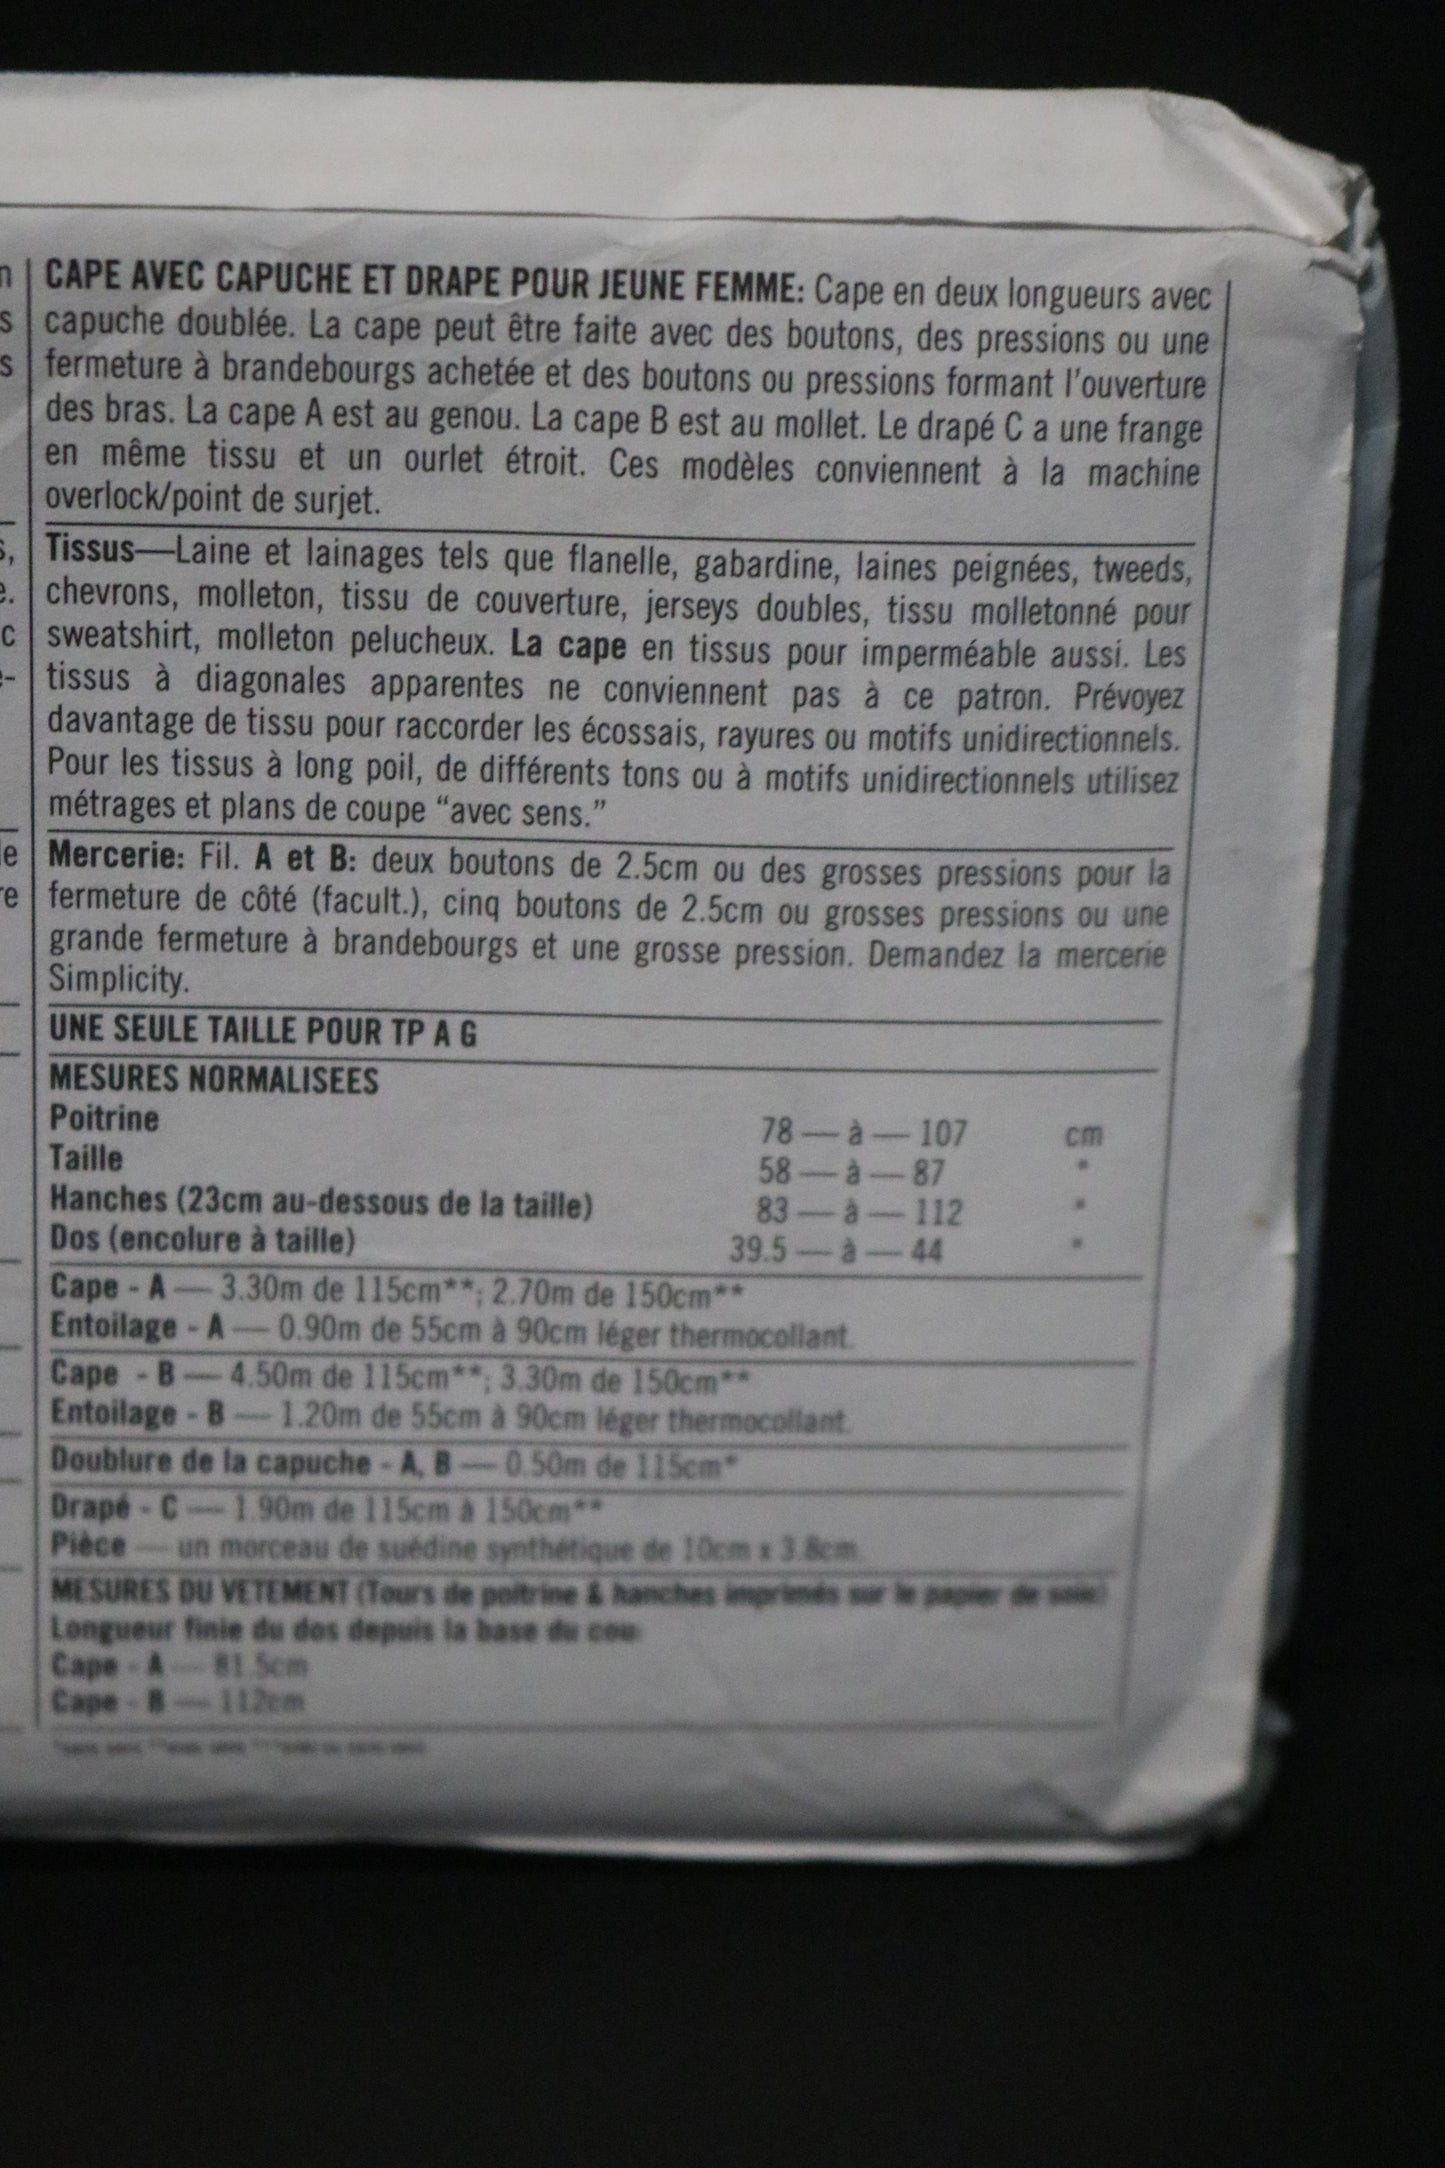 n
s
s
s,
e.
c
e-
le
re
CAPE AVEC CAPUCHE ET DRAPE POUR JEUNE FEMME: Cape en deux longueurs avec
capuche doublée. La cape peut être faite avec des boutons, des pressions ou une
fermeture à brandebourgs achetée et des boutons ou pressions formant l'ouverture
des bras. La cape A est au genou. La cape B est au mollet. Le drapé C a une frange
en même tissu et un ourlet étroit. Ces modèles conviennent à la machine
overlock/point de surjet.
Tissus—Laine et lainages tels que flanelle, gabardine, laines peignées, tweeds,
chevrons, molleton, tissu de couverture, jerseys doubles, tissu molletonné pour
sweatshirt, molleton pelucheux. La cape en tissus pour imperméable aussi. Les
tissus à diagonales apparentes ne conviennent pas à ce patron. Prévoyez
davantage de tissu pour raccorder les écossais, rayures ou motifs unidirectionnels.
Pour les tissus à long poil, de différents tons ou à motifs unidirectionnels utilisez
métrages et plans de coupe “avec sens.”
Mercerie: Fil. A et B: deux boutons de 2.5cm ou des grosses pressions pour la
fermeture de côté (facult.), cinq boutons de 2.5cm ou grosses pressions ou une
grande fermeture à brandebourgs et une grosse pression. Demandez la mercerie
Simplicity.
UNE SEULE TAILLE POUR TP A G
MESURES NORMALISEES
Poitrine 78 — à — 107 cm
Taille 58 — à — 87 "
Hanches (23cm au-dessous de la taille) 83 — à — 112 "
Dos (encolure à taille) 39.5 — à — 44 "
Cape - A — 3.30m de 115cm**; 2.70m de 150cm**
Entoilage - A — 0.90m de 55cm à 90cm léger thermocollant.
Cape - B — 4.50m de 115cm**; 3.30m de 150cm**
Entoilage - B — 1.20m de 55cm à 90cm léger thermocollant.
Doublure de la capuche - A, B — 0.50m de 115cm*
Drapé - C — 1.90m de 115cm à 150cm**
Pièce — un morceau de suédine synthétique de 10cm x 3.8cm.
MESURES DU VETEMENT (Tours de poitrine & hanches imprimés sur le papier de soie)
Longueur finie du dos depuis la base du cou
Cape - A — 81.5cm
Cape - B — 112cm